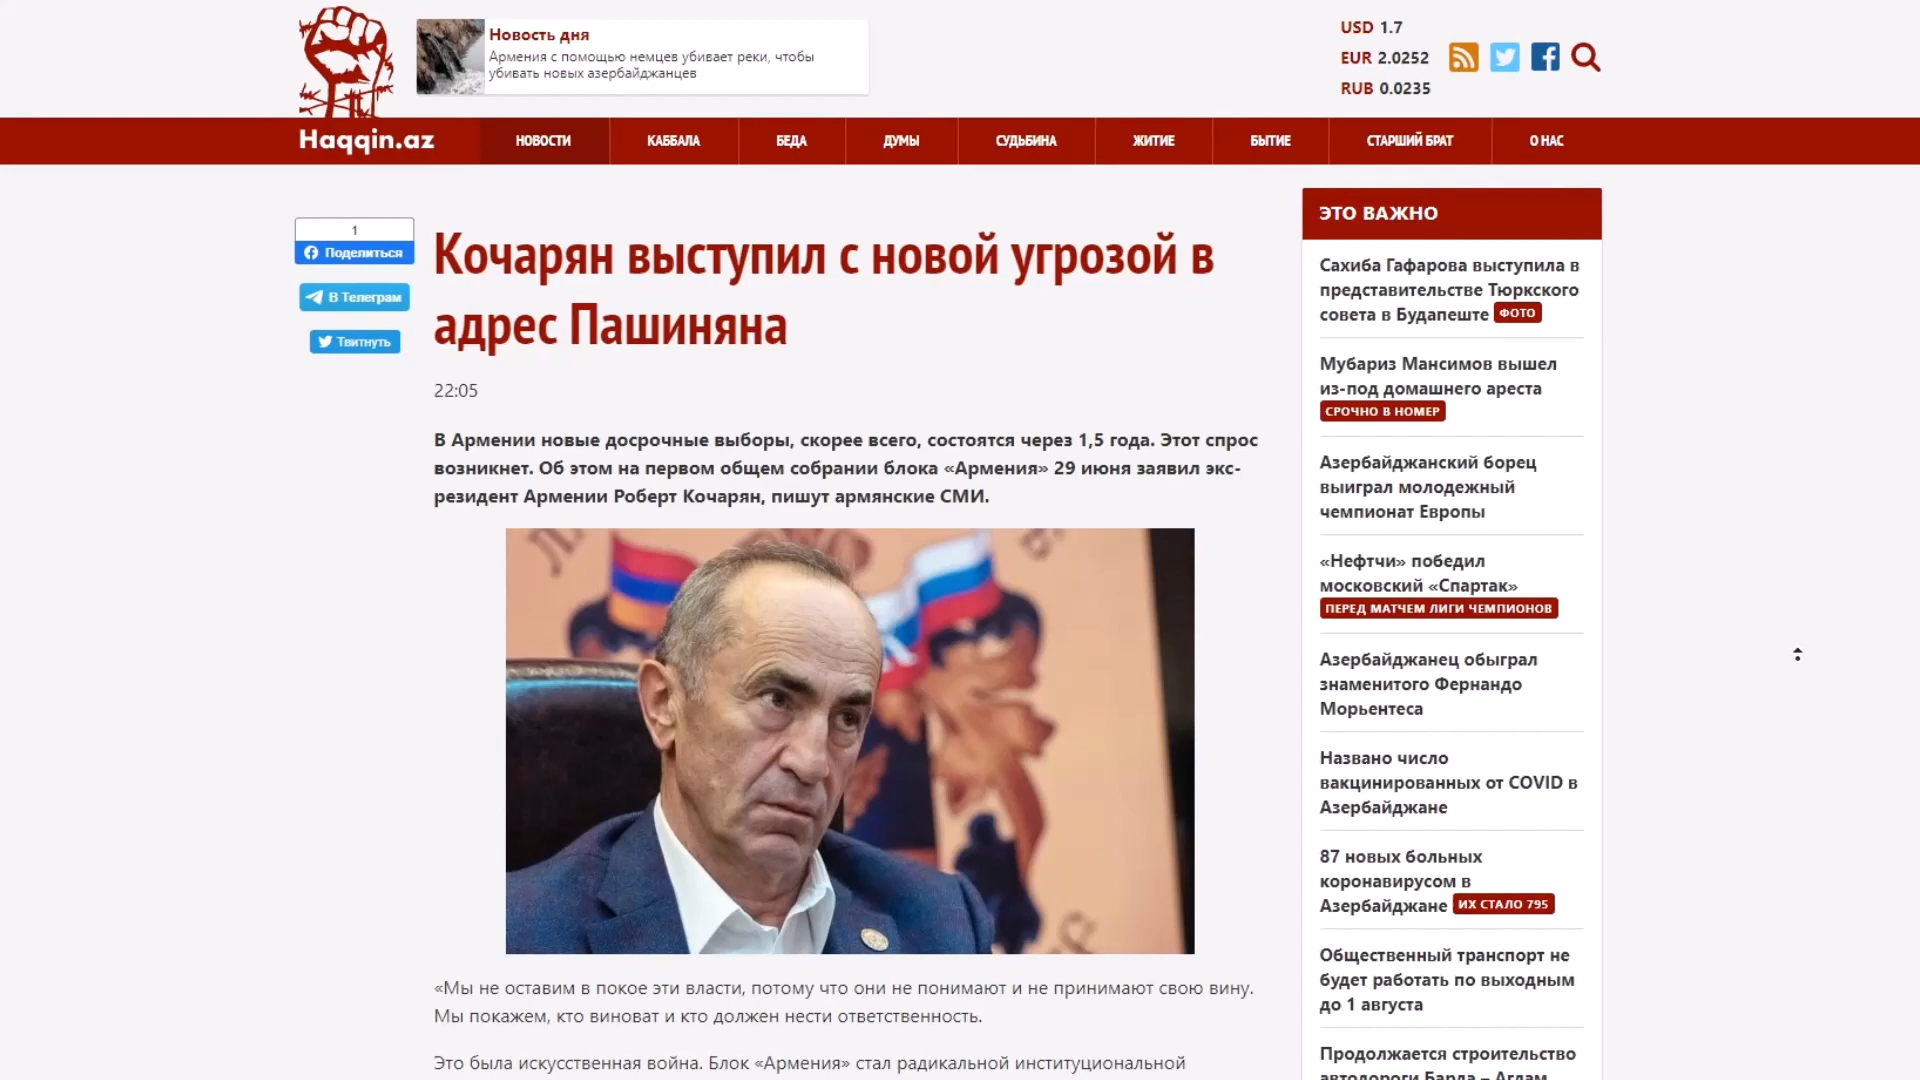 Новость дня
Армения с помощью немцев убивает реки, чтобы
убивать новых азербайджанцев
USD 1.7
EUR 2.0252
RUB 0.0235
Haqqin.az
НОВОСТИ
КАББАЛА
БЕДА
ДУМЫ
СУДЬБИНА
ЖИТИЕ
БЫТИЕ
СТАРШИЙ БРАТ
О НАС
1
Поделиться
В Телеграм
Твитнуть
Кочарян выступил с новой угрозой в
адрес Пашиняна
22:05
В Армении новые досрочные выборы, скорее всего, состоятся через 1,5 года. Этот спрос
возникнет. Об этом на первом общем собрании блока «Армения» 29 июня заявил экс-
резидент Армении Роберт Кочарян, пишут армянские СМИ.
«Мы не оставим в покое эти власти, потому что они не понимают и не принимают свою вину.
Мы покажем, кто виноват и кто должен нести ответственность.
Это была искусственная война. Блок «Армения» стал радикальной институциональной
ЭТО ВАЖНО
Сахиба Гафарова выступила в
представительстве Тюркского
совета в Будапеште ФОТО
Мубариз Мансимов вышел
из-под домашнего ареста
СРОЧНО В НОМЕР
Азербайджанский борец
выиграл молодежный
чемпионат Европы
«Нефтчи» победил
московский «Спартак»
ПЕРЕД МАТЧЕМ ЛИГИ ЧЕМПИОНОВ
Азербайджанец обыграл
знаменитого Фернандо
Морьентеса
Названо число
вакцинированных от COVID в
Азербайджане
87 новых больных
коронавирусом в
Азербайджане ИХ СТАЛО 795
Общественный транспорт не
будет работать по выходным
до 1 августа
Продолжается строительство
автодороги Барда – Агдам